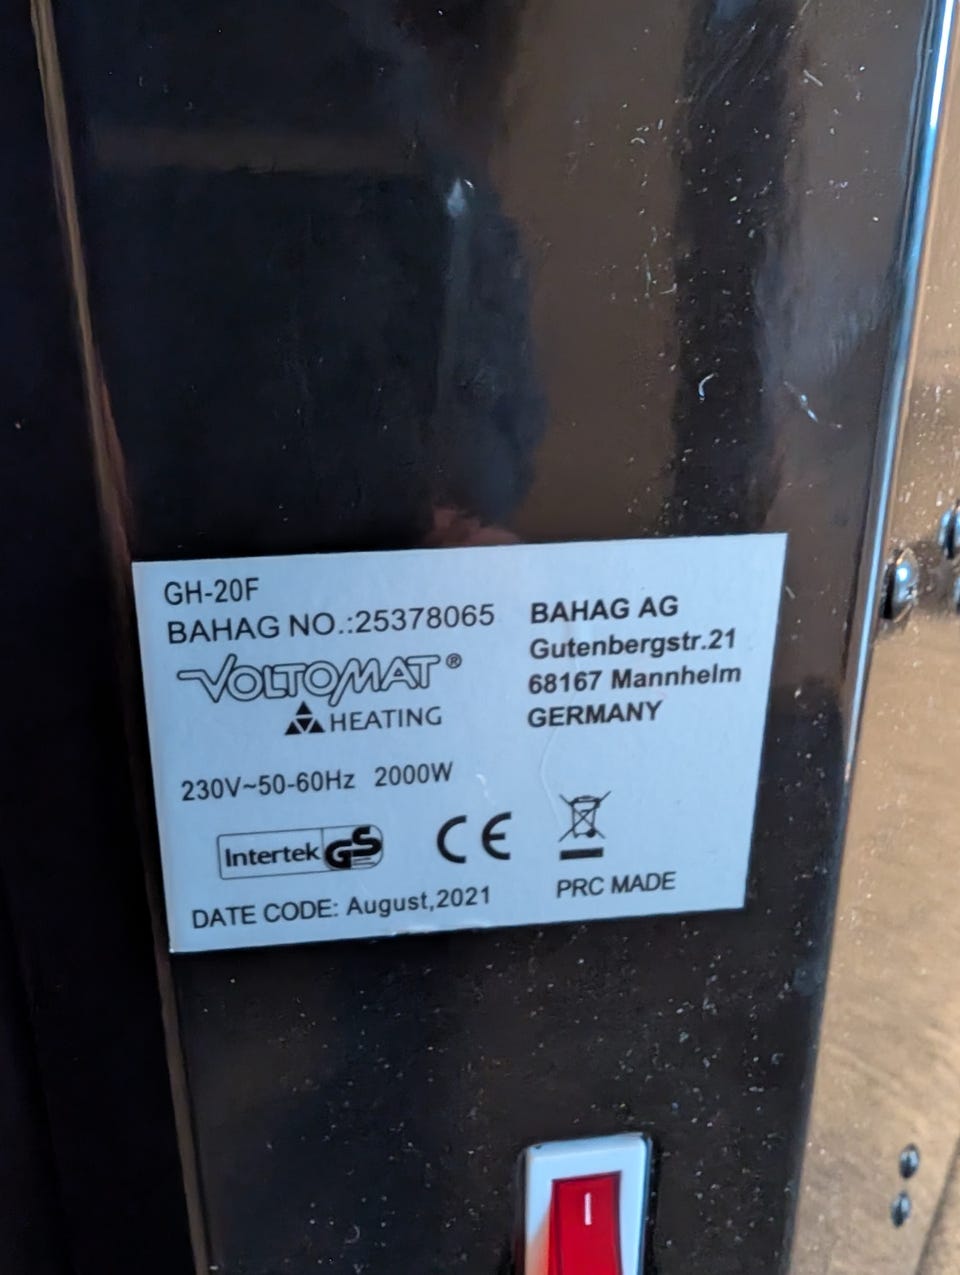 GH-20F
BAHAG NO.:25378065
VOLTOMAT®
HEATING
BAHAG AG
Gutenbergstr.21
68167 Mannhelm
GERMANY
230V~50-60Hz 2000W
Intertek GS
CE
DATE CODE: August,2021
PRC MADE
I